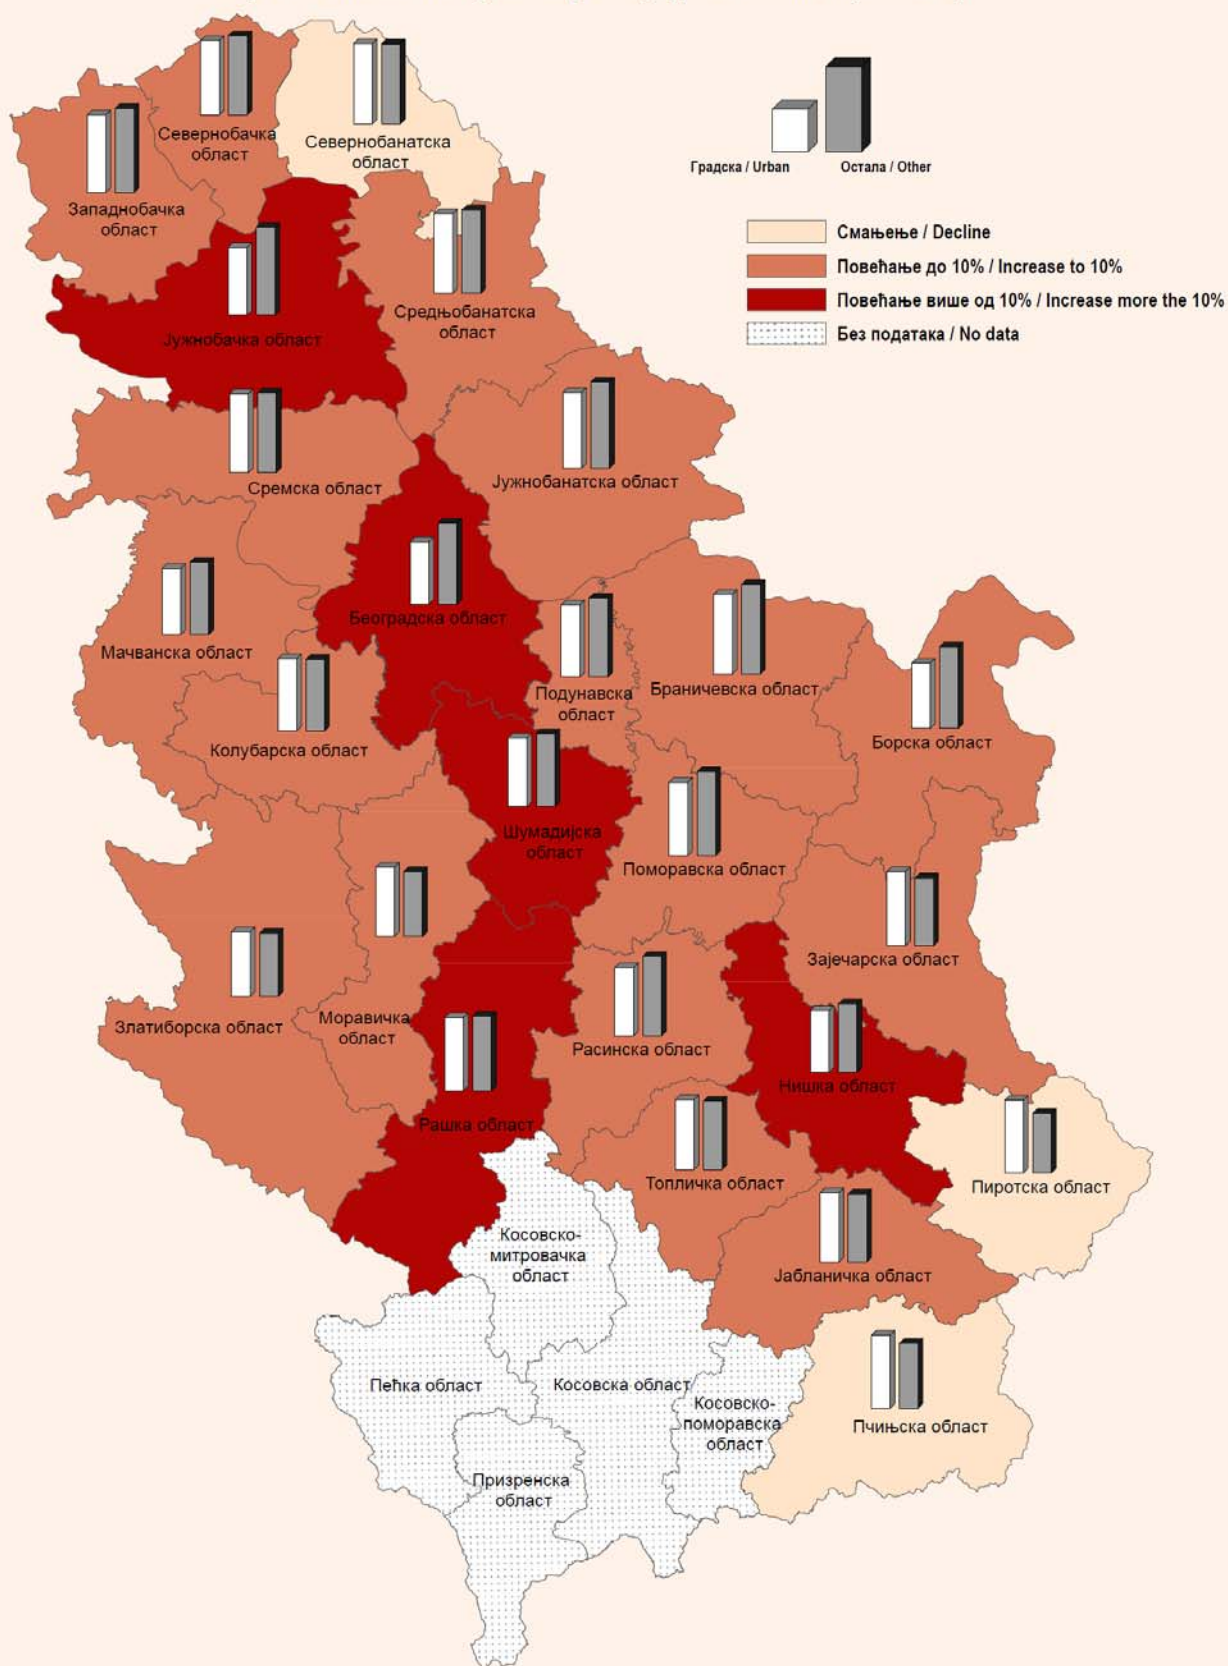 Градска / Urban
Остала / Other
Смањење / Decline
Повећање до 10% / Increase to 10%
Повећање више од 10% / Increase more the 10%
Без података / No data
Севернобачка
област
Севернобанатска
област
Западнобачка
област
Јужнобачка област
Средњобанатска
област
Сремска област
Јужнобанатска област
Београдска област
Мачванска област
Подунавска
област
Браничевска област
Колубарска област
Борска област
Шумадијска
област
Поморавска област
Зајечарска област
Златиборска област
Моравичка
област
Расинска област
Нишка област
Рашка област
Топличка област
Пиротска област
Косовско-
митровачка
област
Јабланичка област
Пећка област
Косовска област
Косовско-
поморавска
област
Пчињска област
Призренска
област